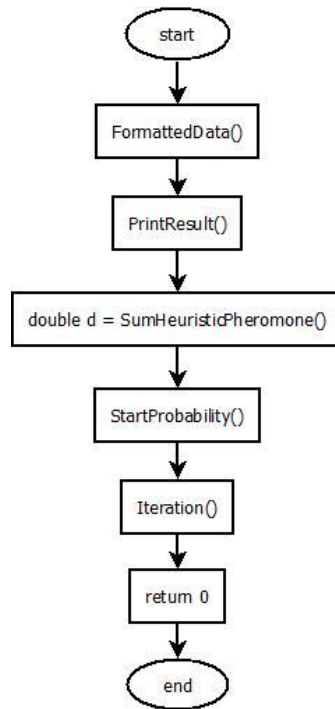 start
FormattedData()
PrintResult()
double d = SumHeuristicPheromone()
StartProbability()
Iteration()
return 0
end